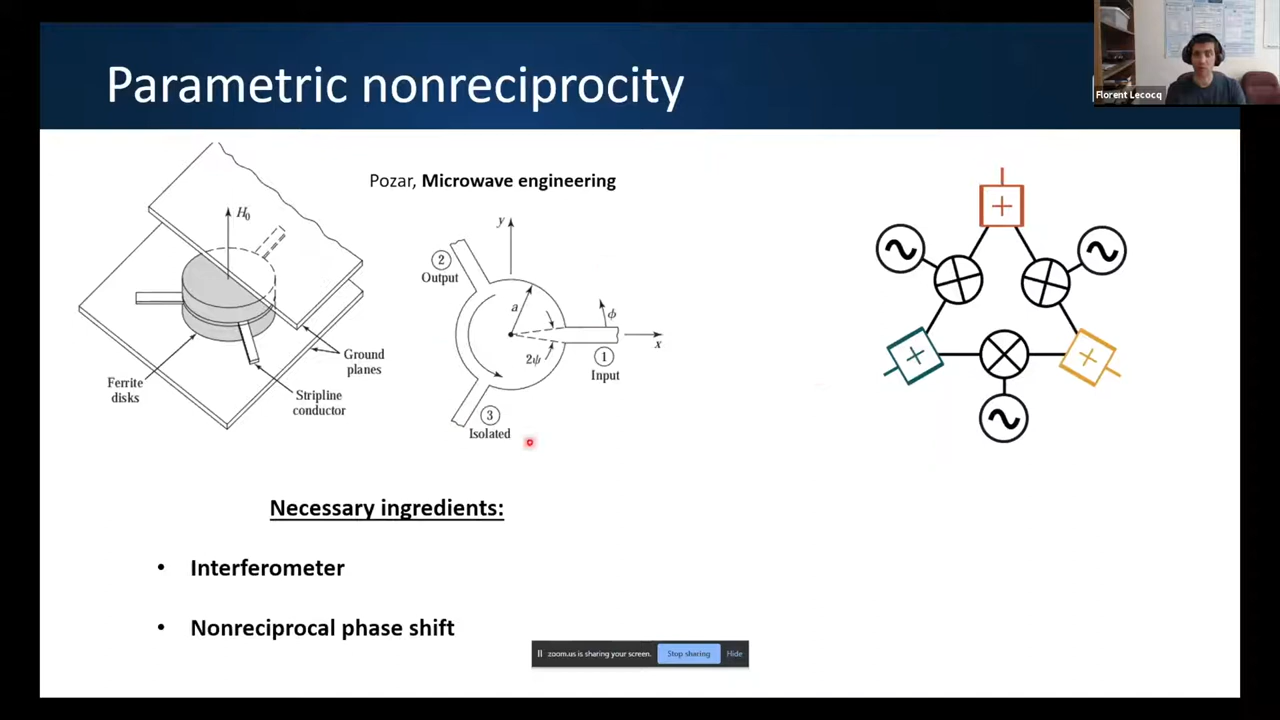 Parametric nonreciprocity
Florent Lecocq
Pozar, Microwave engineering
H₀
Ferrite
disks
Stripline
conductor
Ground
planes
y
2
Output
a
ϕ
x
2ψ
1
Input
3
Isolated
Necessary ingredients:
• Interferometer
• Nonreciprocal phase shift
zoom.us is sharing your screen.
Stop sharing
Hide